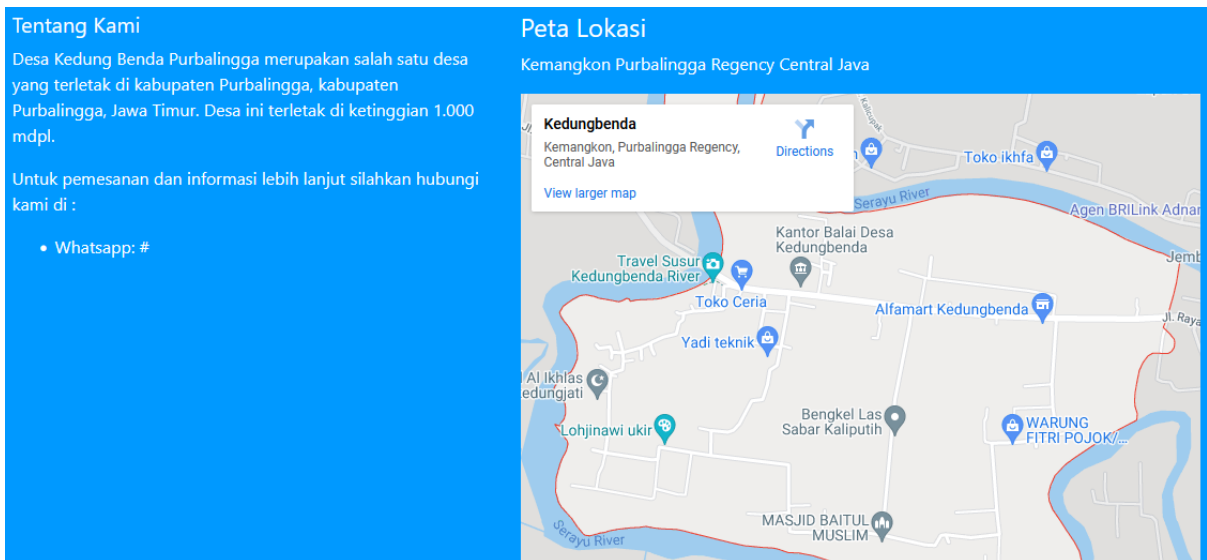 Tentang Kami
Desa Kedung Benda Purbalingga merupakan salah satu desa
yang terletak di kabupaten Purbalingga, kabupaten
Purbalingga, Jawa Timur. Desa ini terletak di ketinggian 1.000
mdpl.
Untuk pemesanan dan informasi lebih lanjut silahkan hubungi
kami di :
• Whatsapp: #
Peta Lokasi
Kemangkon Purbalingga Regency Central Java
Kedungbenda
Kemangkon, Purbalingga Regency,
Central Java
View larger map
Directions
Kalicupak
Toko ikhfa
Serayu River
Agen BRILink Adnan
Kantor Balai Desa
Kedungbenda
Travel Susur
Kedungbenda River
Toko Ceria
Alfamart Kedungbenda
Jl. Raya
Yadi teknik
Al Ikhlas
Bengkel Las
Sabar Kaliputih
WARUNG
FITRI POJOK/...
Lohjinawi ukir
MASJID BAITUL
MUSLIM
Serayu River